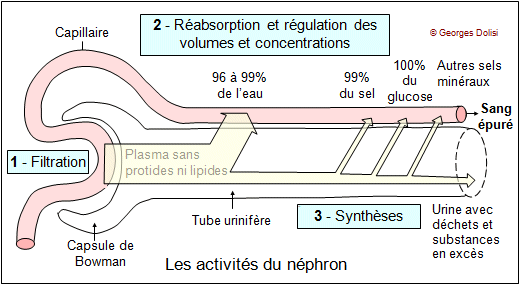 2 - Réabsorption et régulation des
volumes et concentrations
© Georges Dolisi
Capillaire
96 à 99%
de l'eau
99%
du sel
100%
du
glucose
Autres sels
minéraux
Sang
épuré
1 - Filtration
Plasma sans
protides ni lipides
Tube urinifère
3 - Synthèses
Urine avec
déchets et
substances
en excès
Capsule de
Bowman
Les activités du néphron